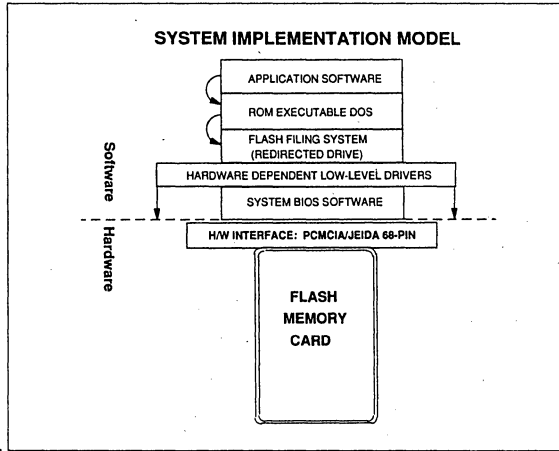 SYSTEM IMPLEMENTATION MODEL
APPLICATION SOFTWARE
ROM EXECUTABLE DOS
FLASH FILING SYSTEM
(REDIRECTED DRIVE)
HARDWARE DEPENDENT LOW-LEVEL DRIVERS
SYSTEM BIOS SOFTWARE
Software
Hardware
H/W INTERFACE: PCMCIA/JEIDA 68-PIN
FLASH
MEMORY
CARD